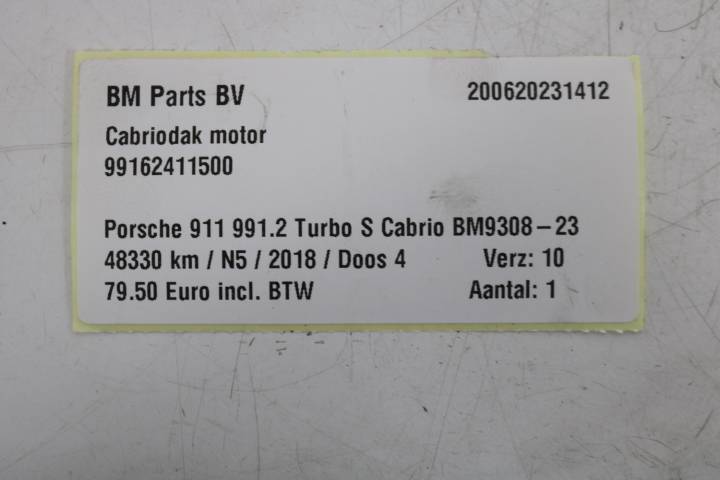 BM Parts BV 200620231412
Cabriodak motor
99162411500
Porsche 911 991.2 Turbo S Cabrio BM9308-23
48330 km / N5 / 2018 / Doos 4 Verz: 10
79.50 Euro incl. BTW Aantal: 1